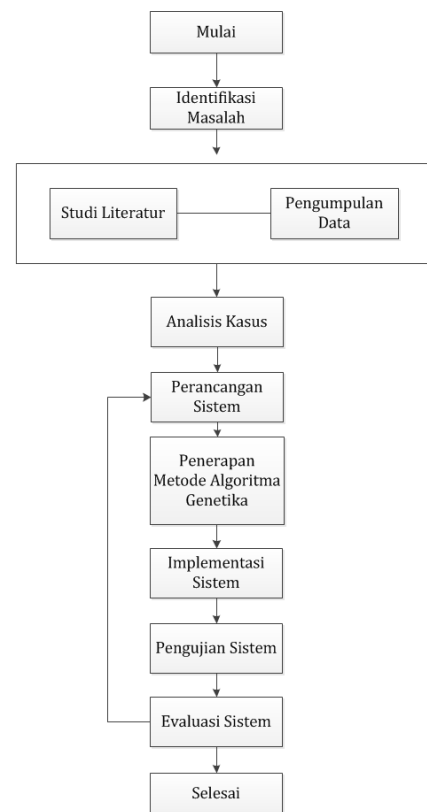 Mulai
Identifikasi
Masalah
Studi Literatur
Pengumpulan
Data
Analisis Kasus
Perancangan
Sistem
Penerapan
Metode Algoritma
Genetika
Implementasi
Sistem
Pengujian Sistem
Evaluasi Sistem
Selesai